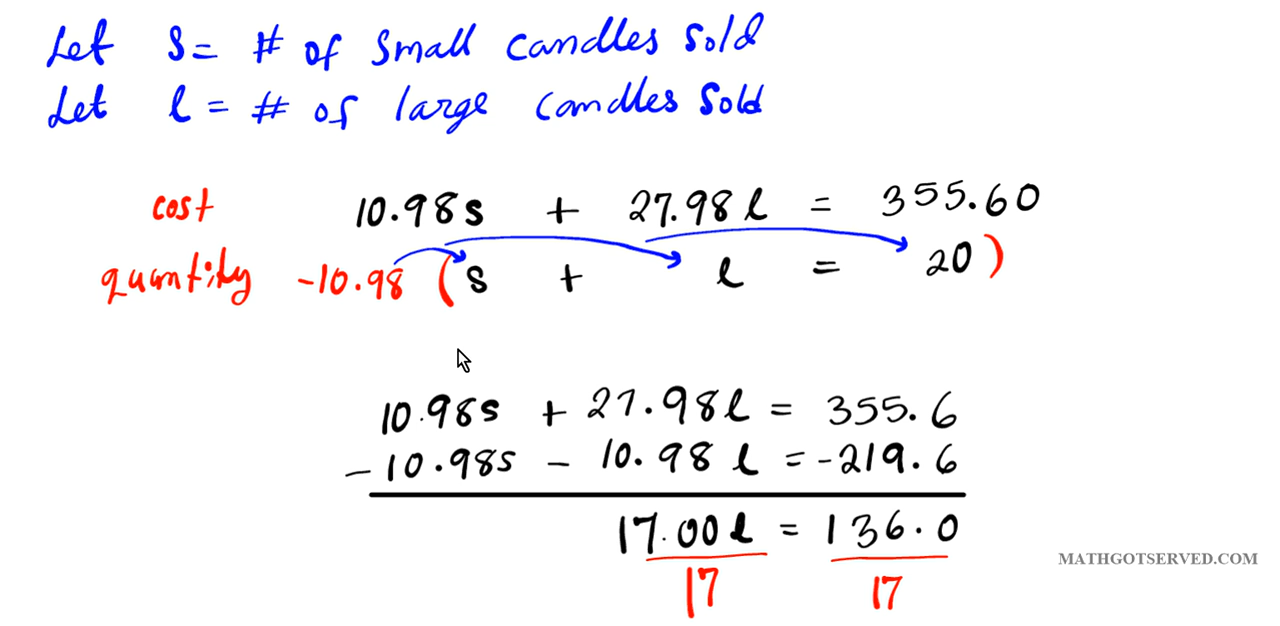 Let s = # of small candles sold
Let l = # of large candles sold
cost 10.98s + 27.98l = 355.60
quantity -10.98 (s + l = 20)
10.98s + 27.98l = 355.6
-10.98s - 10.98l = -219.6
17.00l = 136.0
17 17
MATHGOTSERVED.COM